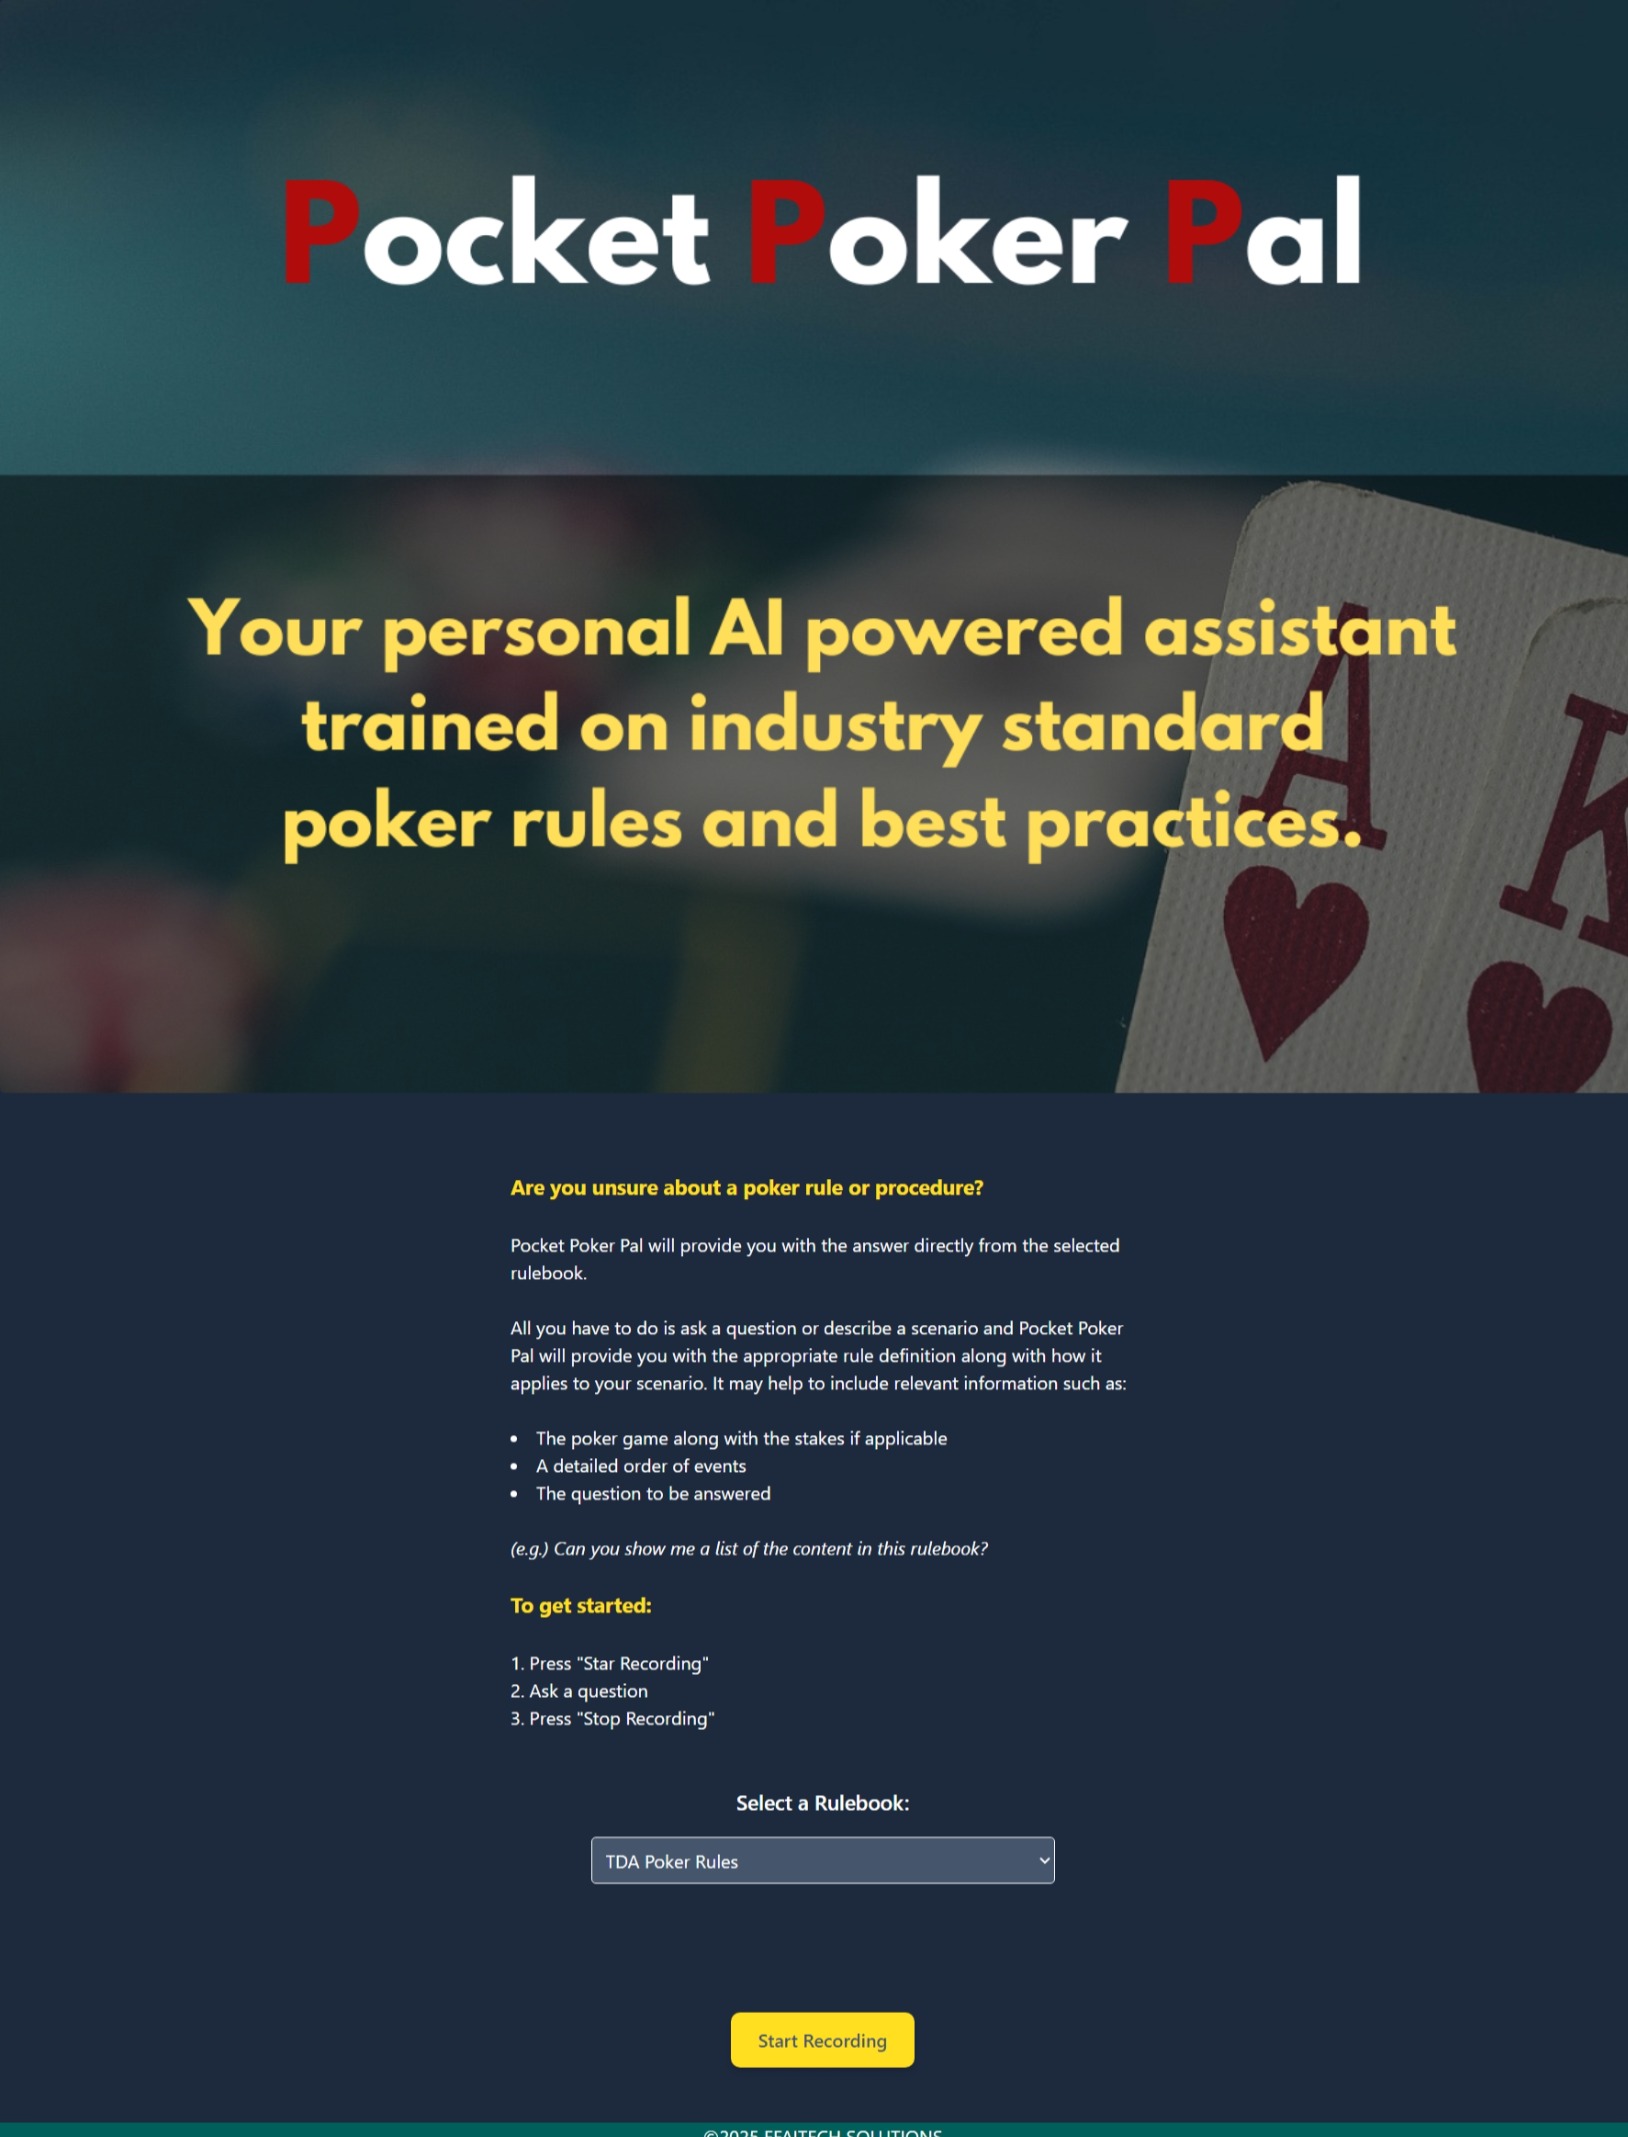 Pocket Poker Pal
Your personal AI powered assistant
trained on industry standard
poker rules and best practices.
A
K
Are you unsure about a poker rule or procedure?
Pocket Poker Pal will provide you with the answer directly from the selected
rulebook.
All you have to do is ask a question or describe a scenario and Pocket Poker
Pal will provide you with the appropriate rule definition along with how it
applies to your scenario. It may help to include relevant information such as:
• The poker game along with the stakes if applicable
• A detailed order of events
• The question to be answered
(e.g.) Can you show me a list of the content in this rulebook?
To get started:
1. Press "Star Recording"
2. Ask a question
3. Press "Stop Recording"
Select a Rulebook:
TDA Poker Rules
Start Recording
©2025 FFAITECH SOLUTIONS